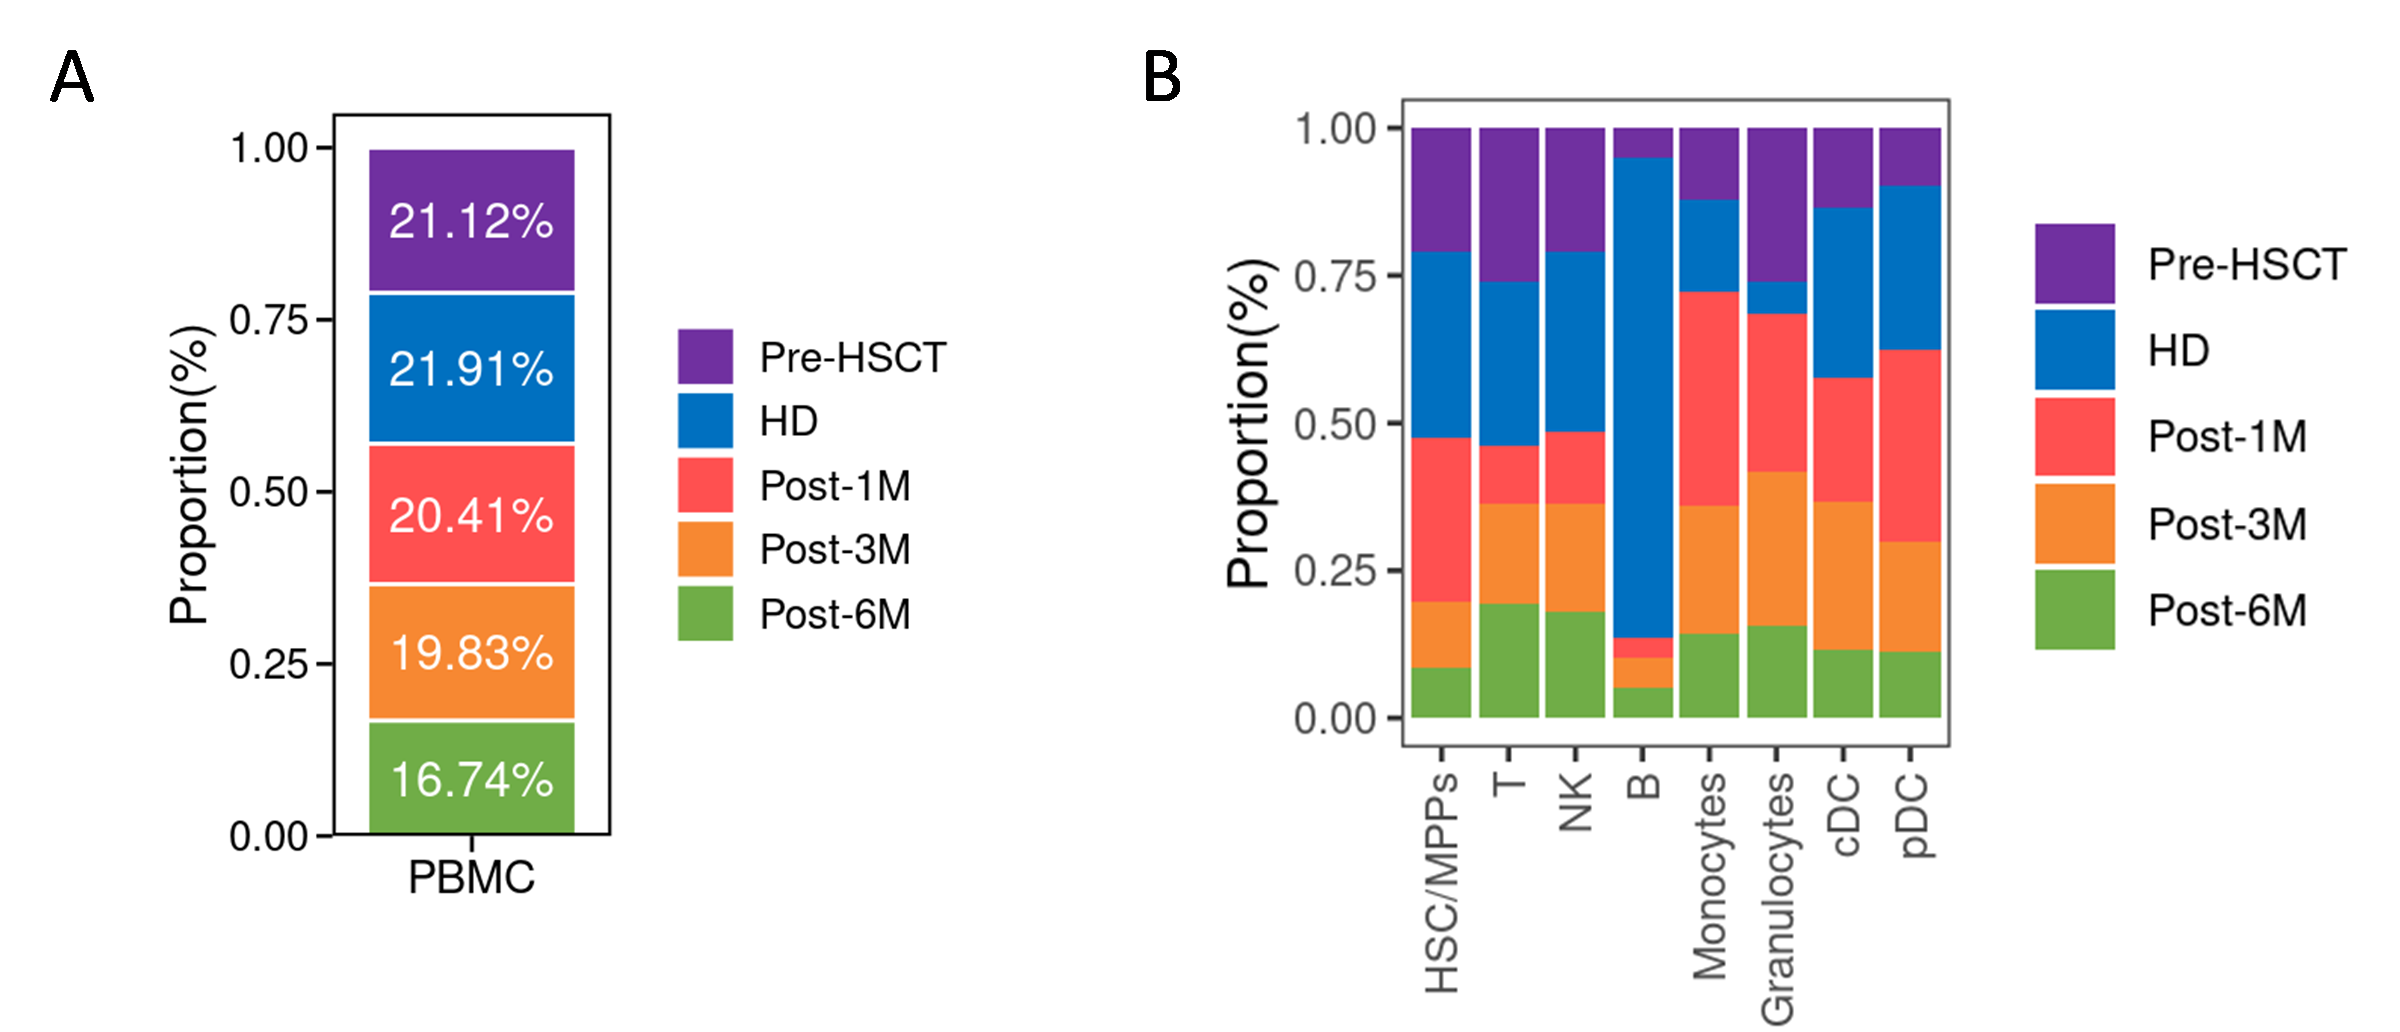 A
Proportion(%)
1.00
0.75
0.50
0.25
0.00
21.12%
21.91%
20.41%
19.83%
16.74%
PBMC
Pre-HSCT
HD
Post-1M
Post-3M
Post-6M
B
Proportion(%)
1.00
0.75
0.50
0.25
0.00
HSC/MPPs
T
NK
B
Monocytes
Granulocytes
cDC
pDC
Pre-HSCT
HD
Post-1M
Post-3M
Post-6M